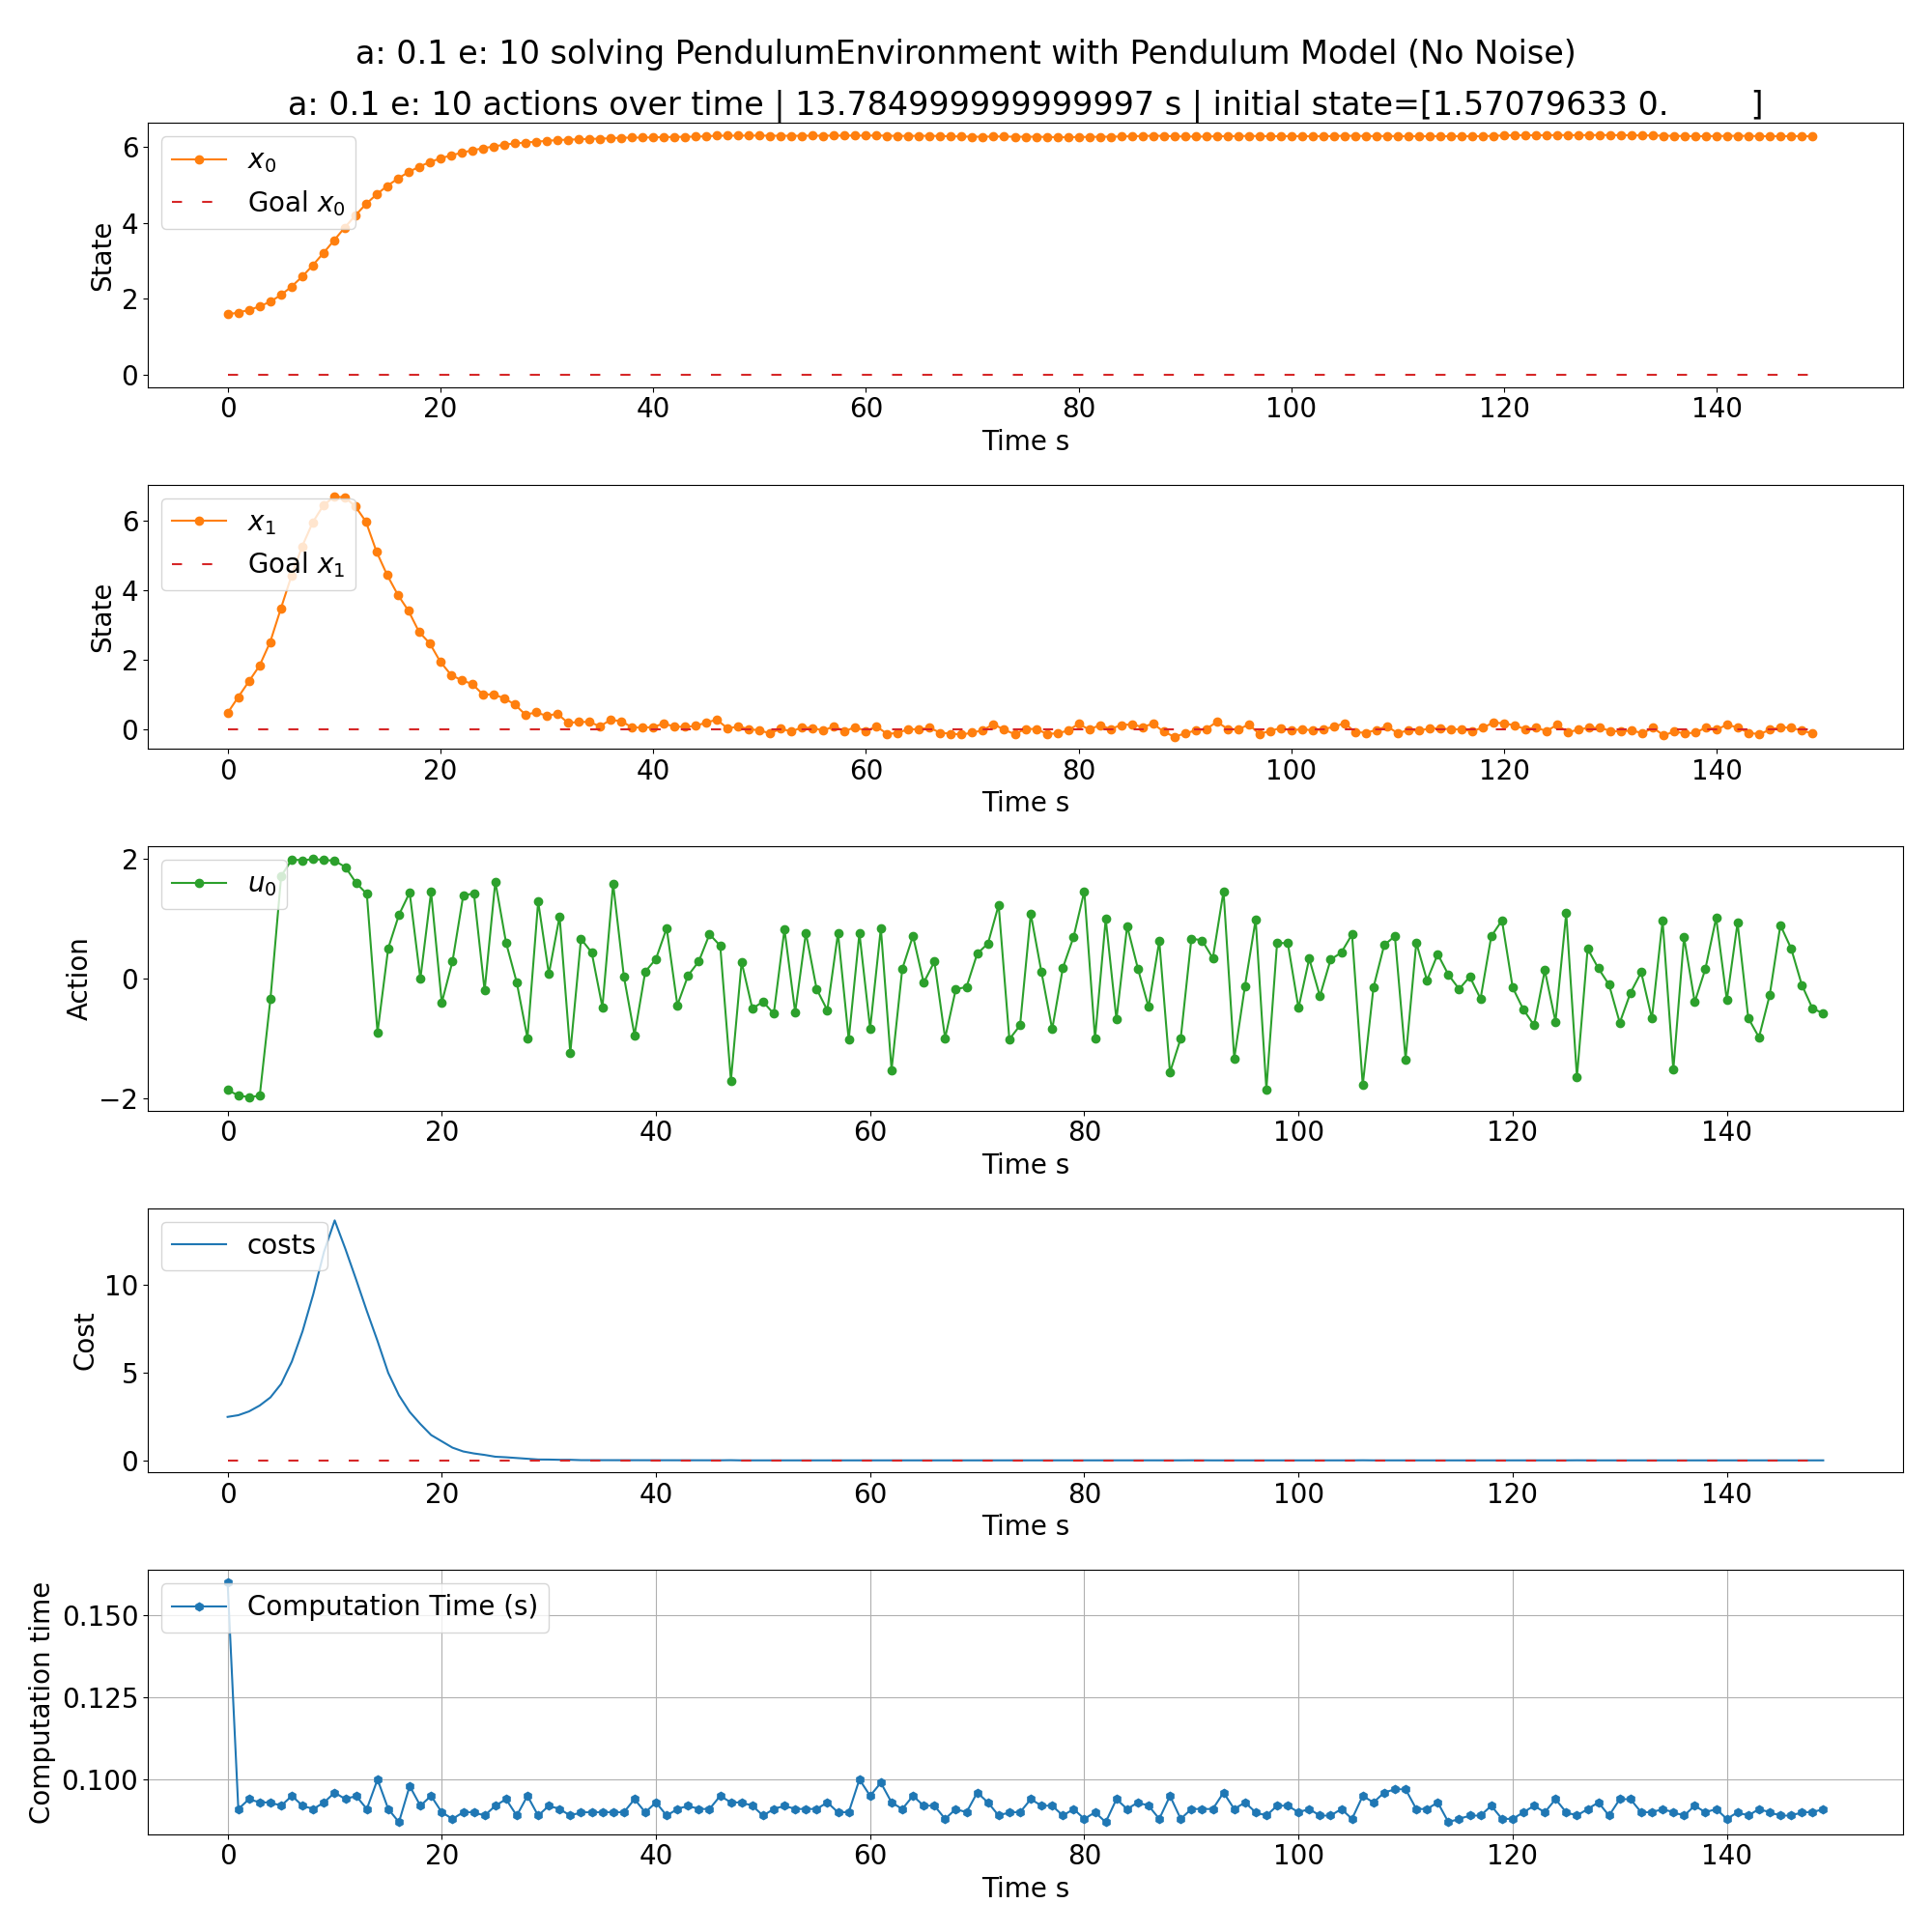 a: 0.1 e: 10 solving PendulumEnvironment with Pendulum Model (No Noise)
a: 0.1 e: 10 actions over time | 13.784999999999997 s | initial state=[1.57079633 0.        ]
6
4
2
0
State
x₀
Goal x₀
0 20 40 60 80 100 120 140
Time s
6
4
2
0
State
x₁
Goal x₁
0 20 40 60 80 100 120 140
Time s
2
0
−2
Action
u₀
0 20 40 60 80 100 120 140
Time s
10
5
0
Cost
costs
0 20 40 60 80 100 120 140
Time s
0.150
0.125
0.100
Computation time
Computation Time (s)
0 20 40 60 80 100 120 140
Time s